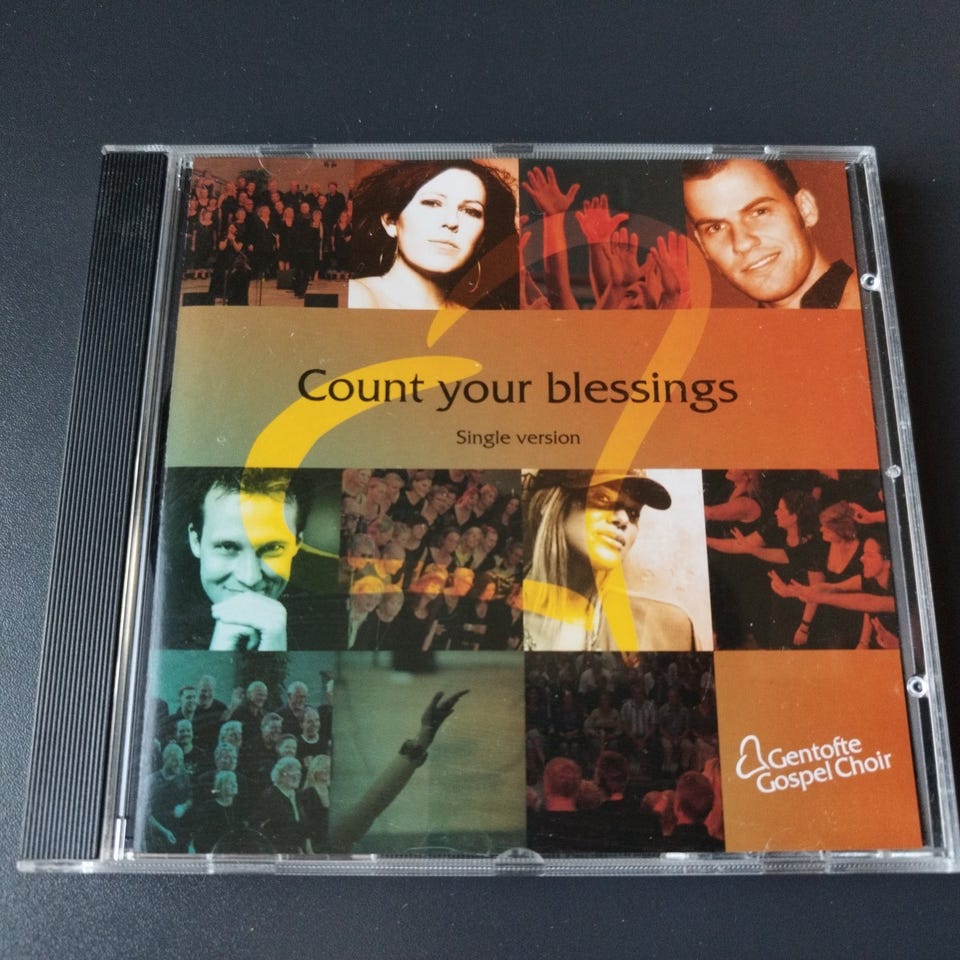 Count your blessings
Single version
Gentofte
Gospel Choir